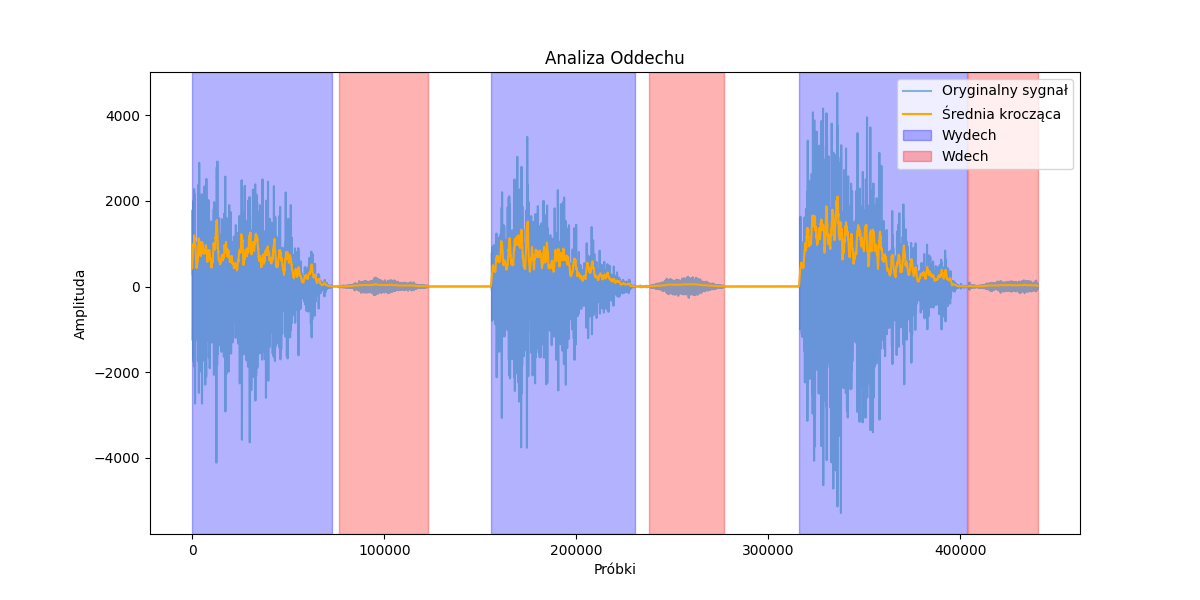 Analiza Oddechu
Oryginalny sygnał
Średnia krocząca
Wydech
Wdech
Amplituda
4000
2000
0
−2000
−4000
0 100000 200000 300000 400000
Próbki